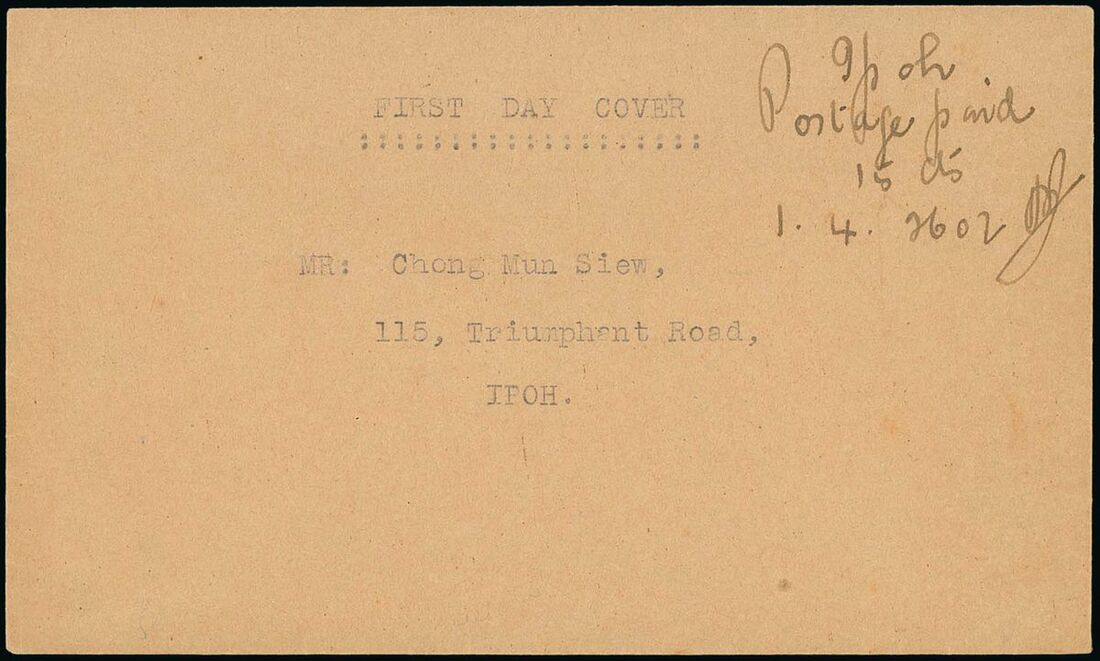 Ipoh
Postage paid
15 cts
1. 4. 2602
FIRST DAY COVER
MR: Chong Mun Siew,
115, Triumphant Road,
IPOH.